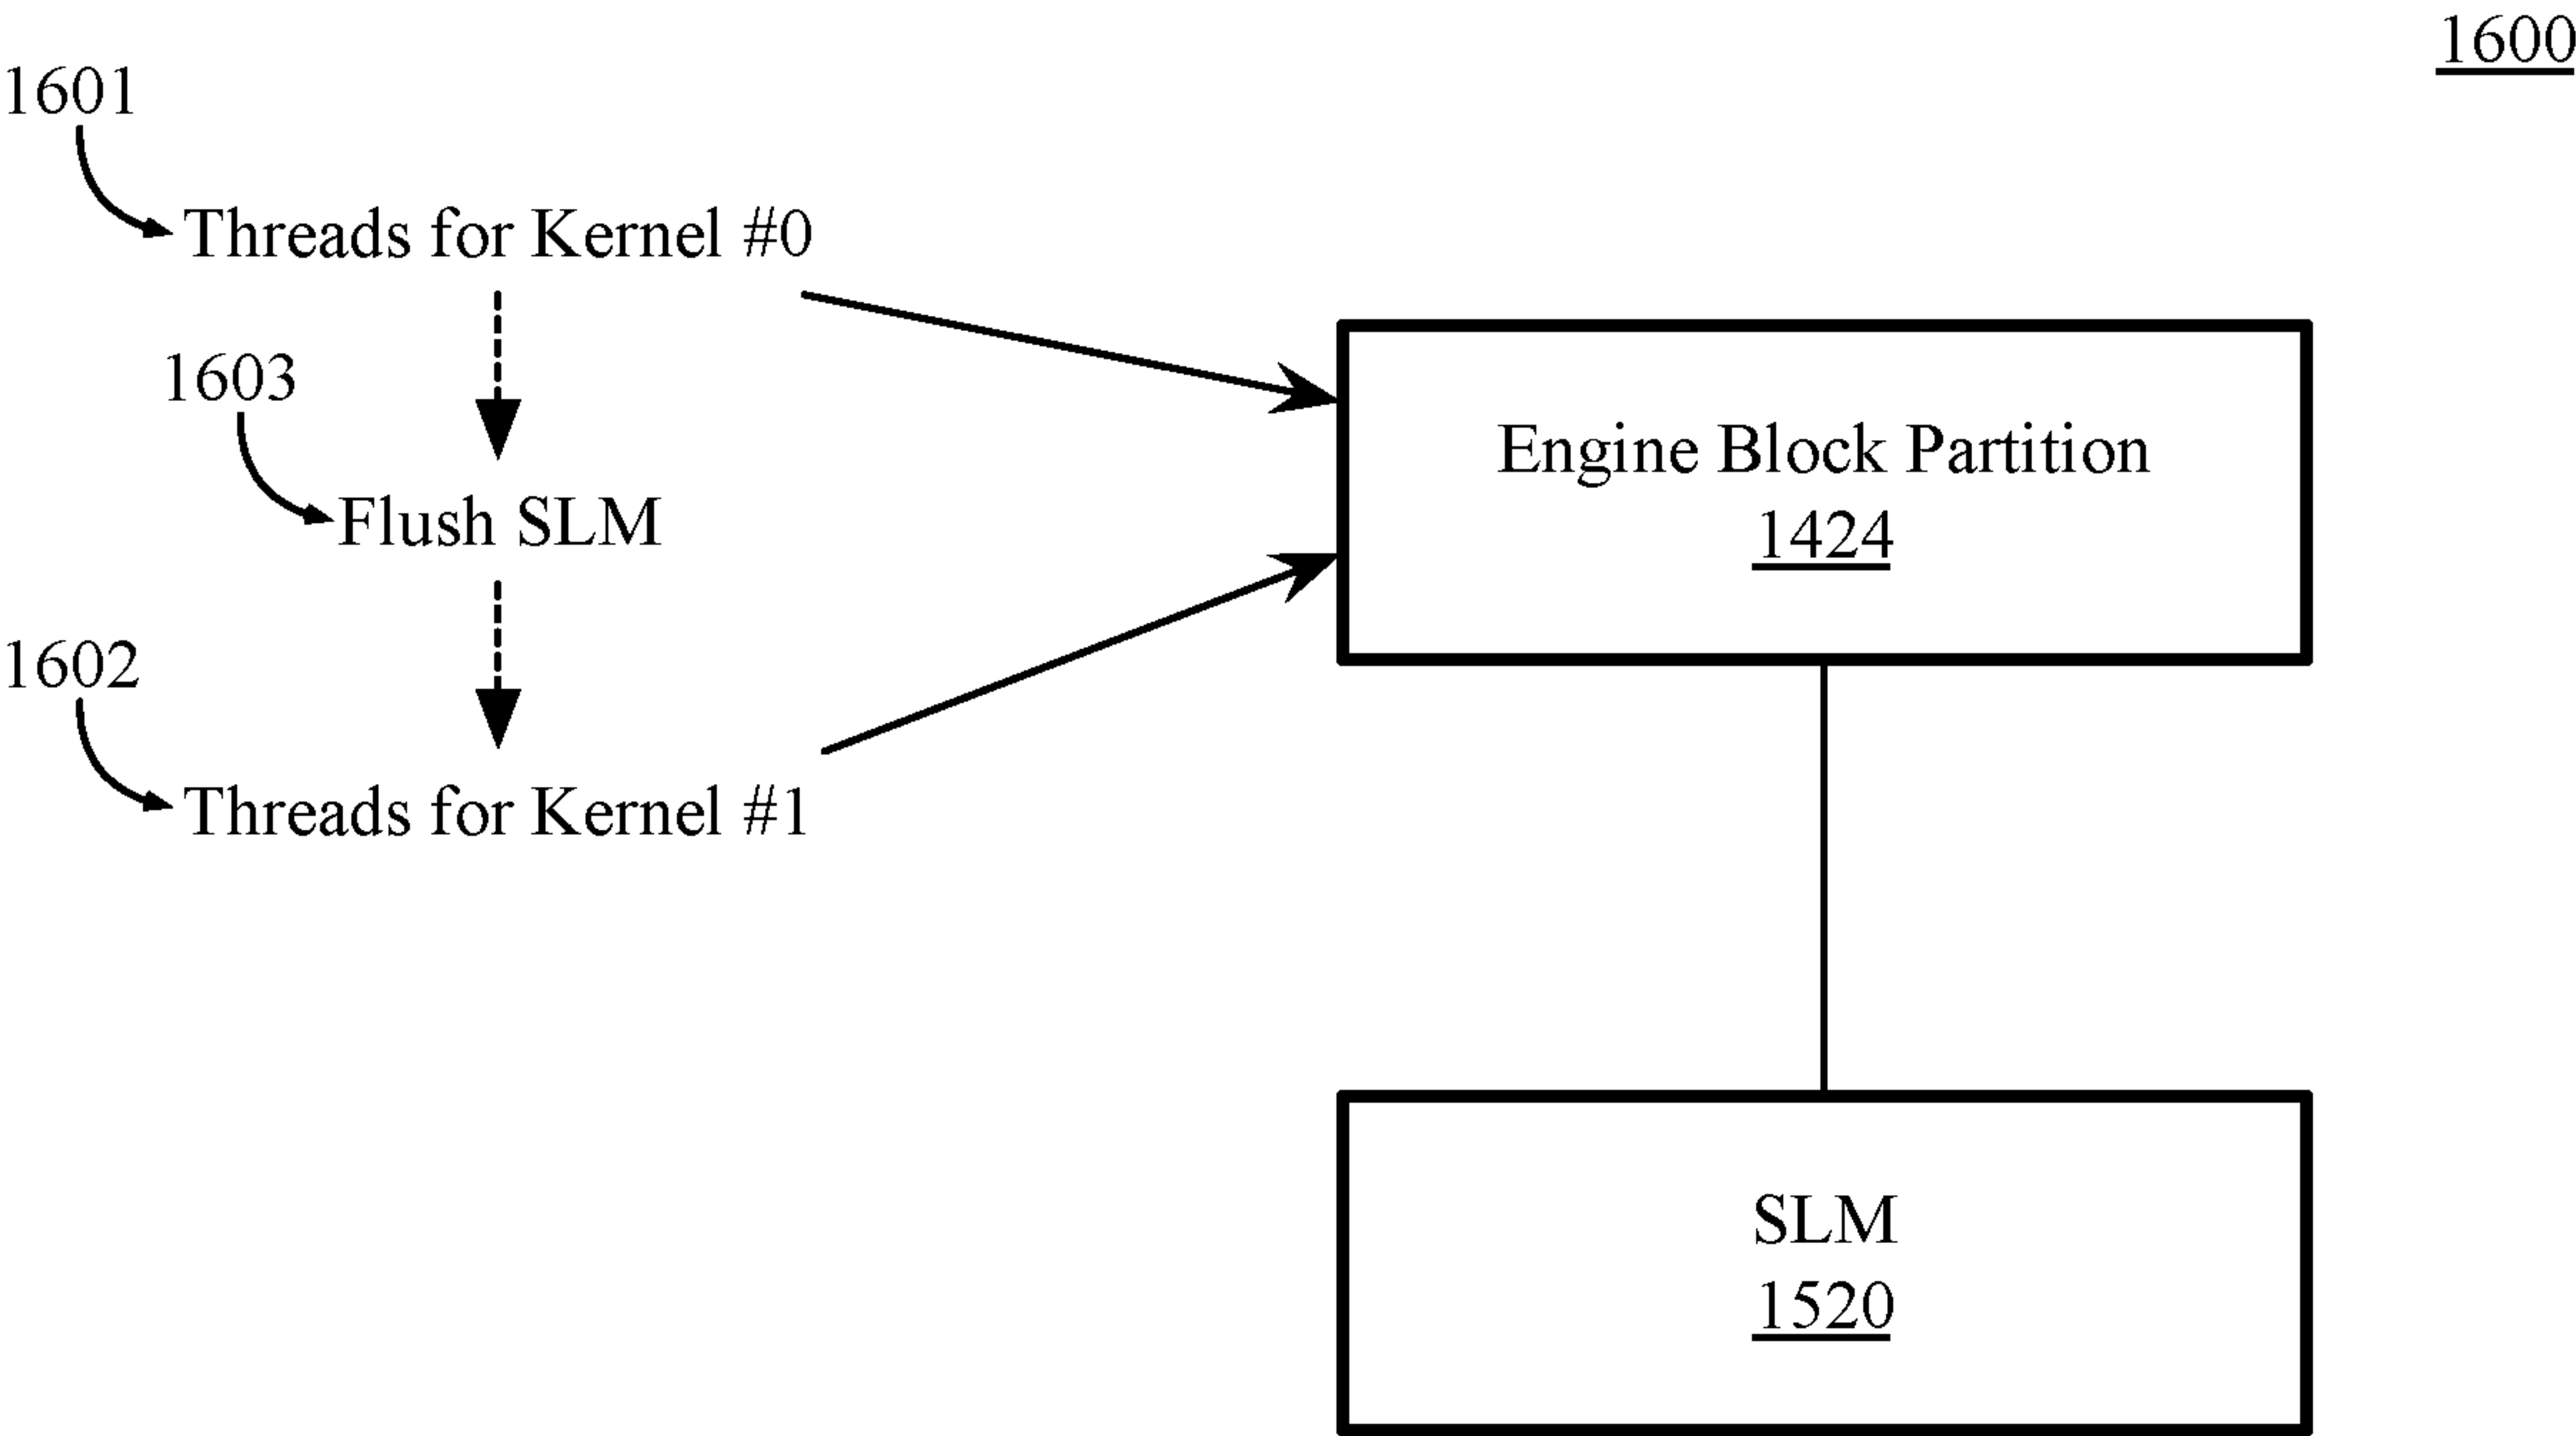 1600
1601
Threads for Kernel #0
1603
Flush SLM
1602
Threads for Kernel #1
Engine Block Partition
1424
SLM
1520